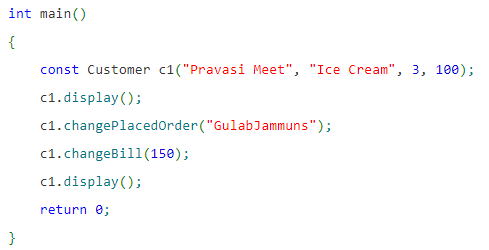 int main()
{
const Customer c1("Pravasi Meet", "Ice Cream", 3, 100);
c1.display();
c1.changePlacedOrder("GulabJammuns");
c1.changeBill(150);
c1.display();
return 0;
}